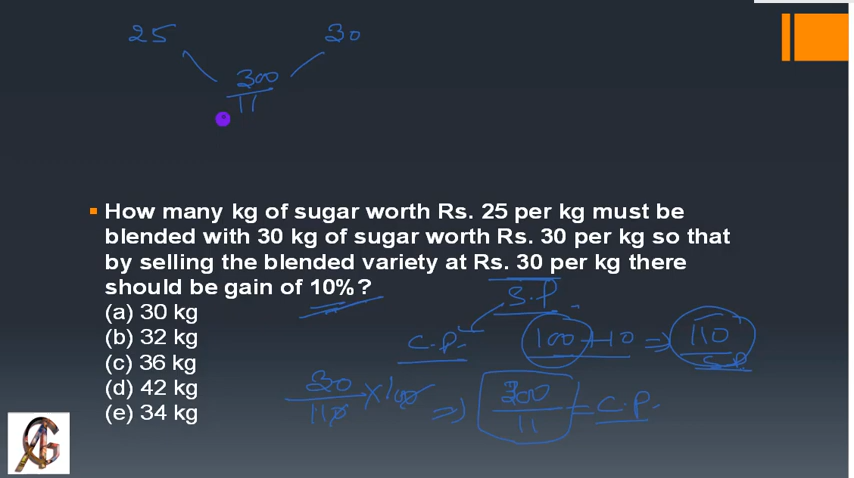 25 30
300
11
How many kg of sugar worth Rs. 25 per kg must be
blended with 30 kg of sugar worth Rs. 30 per kg so that
by selling the blended variety at Rs. 30 per kg there
should be gain of 10%?
S.P
(a) 30 kg
(b) 32 kg
C.P. 100 + 10 => 110
S.P
(c) 36 kg
(d) 42 kg
30 × 100 => 300 = C.P.
110 11
(e) 34 kg